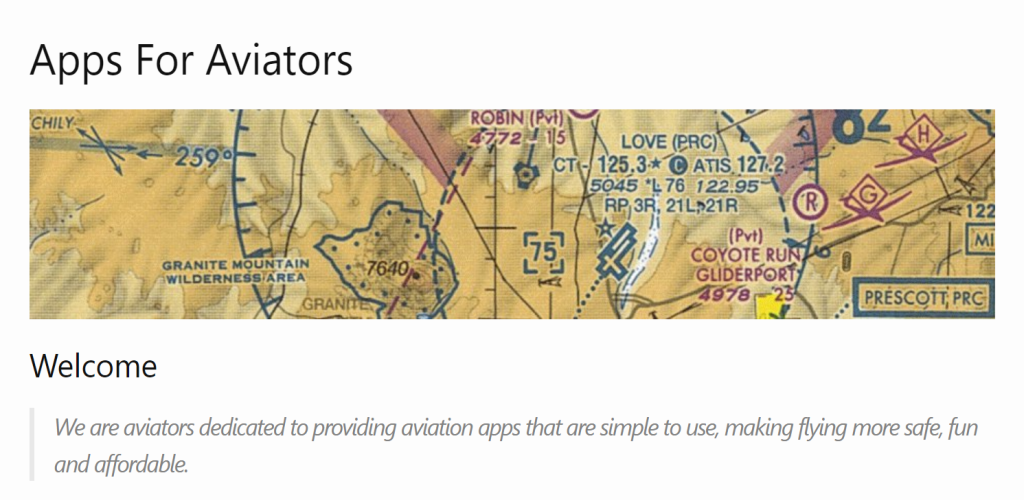 Apps For Aviators
CHILY
259°
ROBIN (Pvt)
4772 - 15
LOVE (PRC)
CT - 125.3★ C ATIS 127.2
5045 *L 76 122.95
RP 3R, 21L, 21R
82
H
G
R
122
MI
75
(Pvt)
COYOTE RUN
GLIDERPORT
4978 - 23
PRESCOTT PRC
GRANITE MOUNTAIN
WILDERNESS AREA
7640
GRANITE
Welcome
We are aviators dedicated to providing aviation apps that are simple to use, making flying more safe, fun
and affordable.